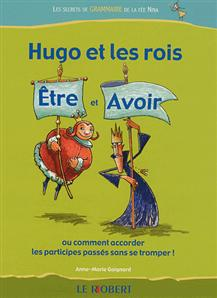 LES SECRETS DE GRAMMAIRE DE LA FÉE NINA
Hugo et les rois
Être et Avoir
ou comment accorder
les participes passés sans se tromper !
Anne-Marie Gaignard
LE ROBERT